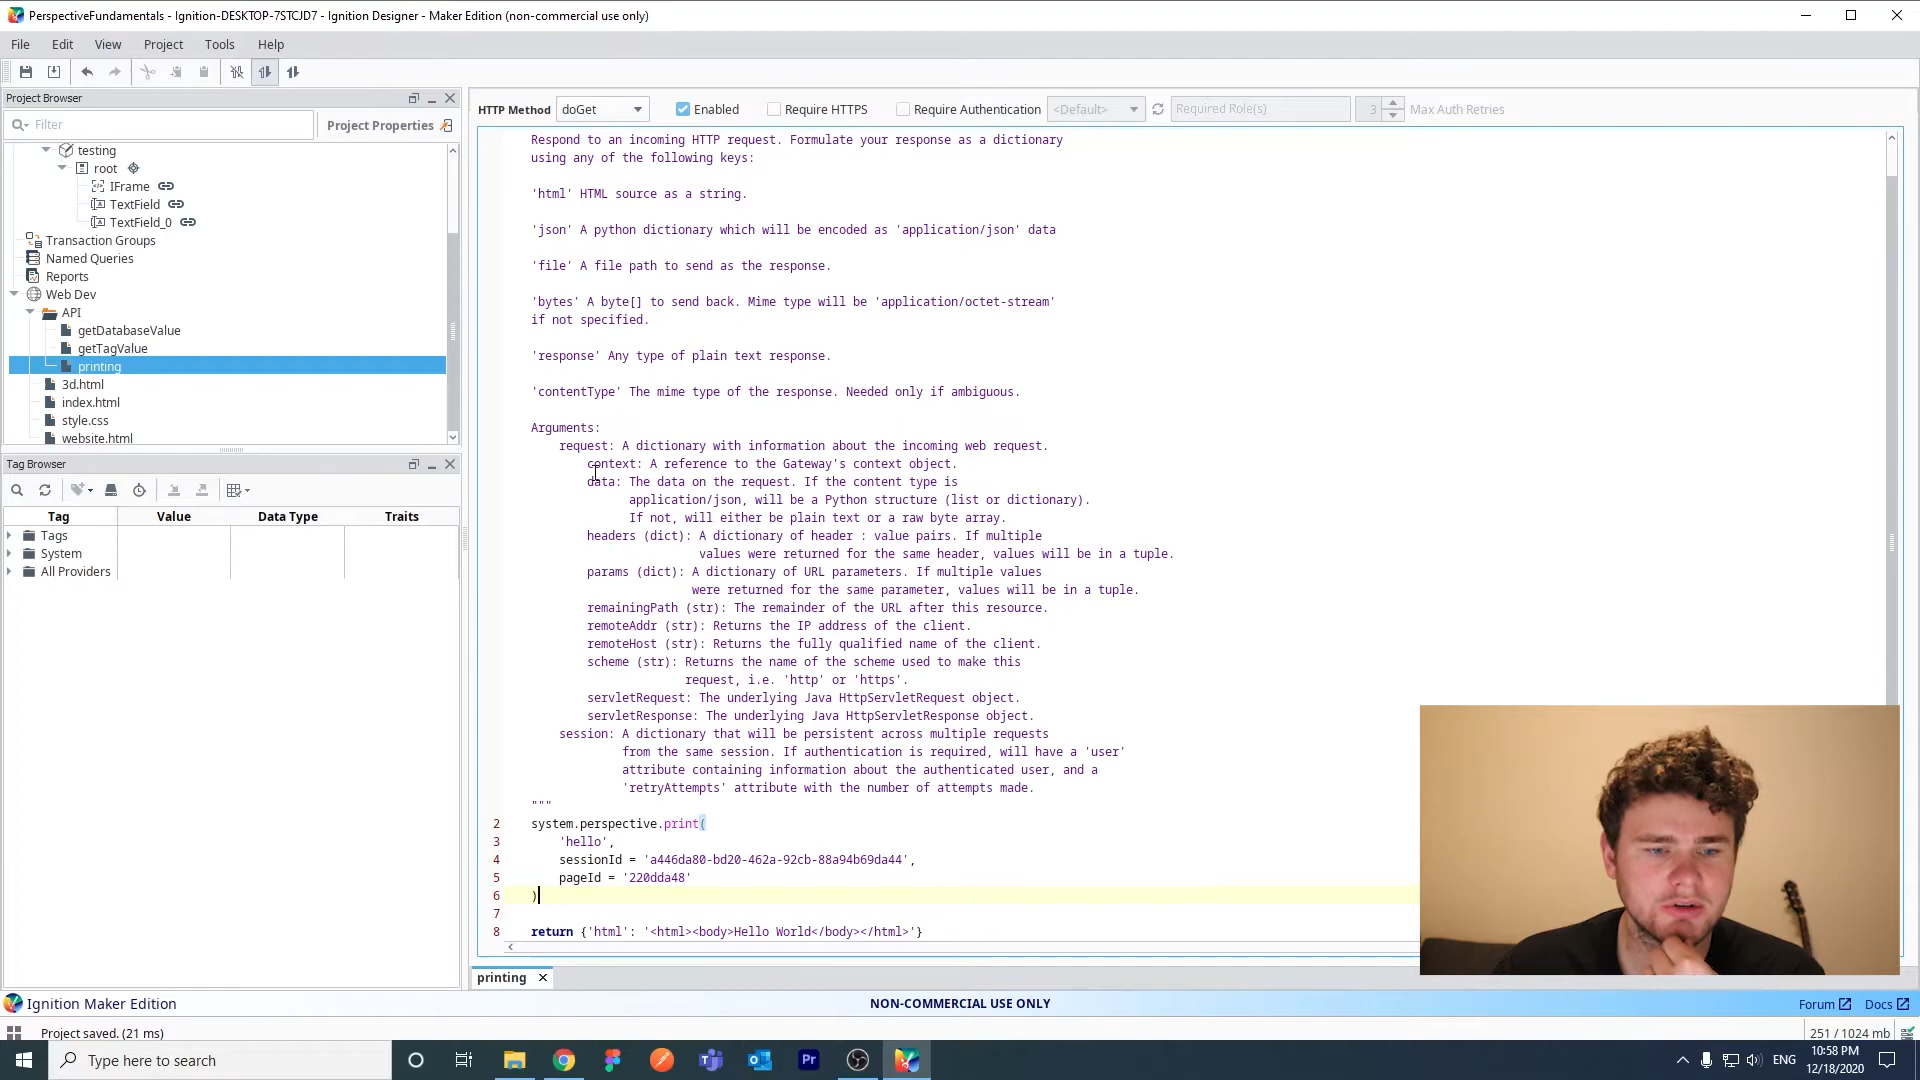 PerspectiveFundamentals - Ignition-DESKTOP-7STCJD7 - Ignition Designer - Maker Edition (non-commercial use only)
File Edit View Project Tools Help
Project Browser
Filter
Project Properties
testing
root
IFrame
TextField
TextField_0
Transaction Groups
Named Queries
Reports
Web Dev
API
getDatabaseValue
getTagValue
printing
3d.html
index.html
style.css
website.html
Tag Browser
Tag Value Data Type Traits
Tags
System
All Providers
HTTP Method doGet Enabled Require HTTPS Require Authentication <Default> Required Role(s) 3 Max Auth Retries
Respond to an incoming HTTP request. Formulate your response as a dictionary
using any of the following keys:
'html' HTML source as a string.
'json' A python dictionary which will be encoded as 'application/json' data
'file' A file path to send as the response.
'bytes' A byte[] to send back. Mime type will be 'application/octet-stream'
if not specified.
'response' Any type of plain text response.
'contentType' The mime type of the response. Needed only if ambiguous.
Arguments:
request: A dictionary with information about the incoming web request.
context: A reference to the Gateway's context object.
data: The data on the request. If the content type is
application/json, will be a Python structure (list or dictionary).
If not, will either be plain text or a raw byte array.
headers (dict): A dictionary of header : value pairs. If multiple
values were returned for the same header, values will be in a tuple.
params (dict): A dictionary of URL parameters. If multiple values
were returned for the same parameter, values will be in a tuple.
remainingPath (str): The remainder of the URL after this resource.
remoteAddr (str): Returns the IP address of the client.
remoteHost (str): Returns the fully qualified name of the client.
scheme (str): Returns the name of the scheme used to make this
request, i.e. 'http' or 'https'.
servletRequest: The underlying Java HttpServletRequest object.
servletResponse: The underlying Java HttpServletResponse object.
session: A dictionary that will be persistent across multiple requests
from the same session. If authentication is required, will have a 'user'
attribute containing information about the authenticated user, and a
'retryAttempts' attribute with the number of attempts made.
"""
2 system.perspective.print(
3 'hello',
4 sessionId = 'a446da80-bd20-462a-92cb-88a94b69da44',
5 pageId = '220dda48'
6 )
7
8 return {'html': '<html><body>Hello World</body></html>'}
printing
Ignition Maker Edition NON-COMMERCIAL USE ONLY Forum Docs
Project saved. (21 ms) 251 / 1024 mb
Type here to search Pr ENG 10:58 PM
12/18/2020